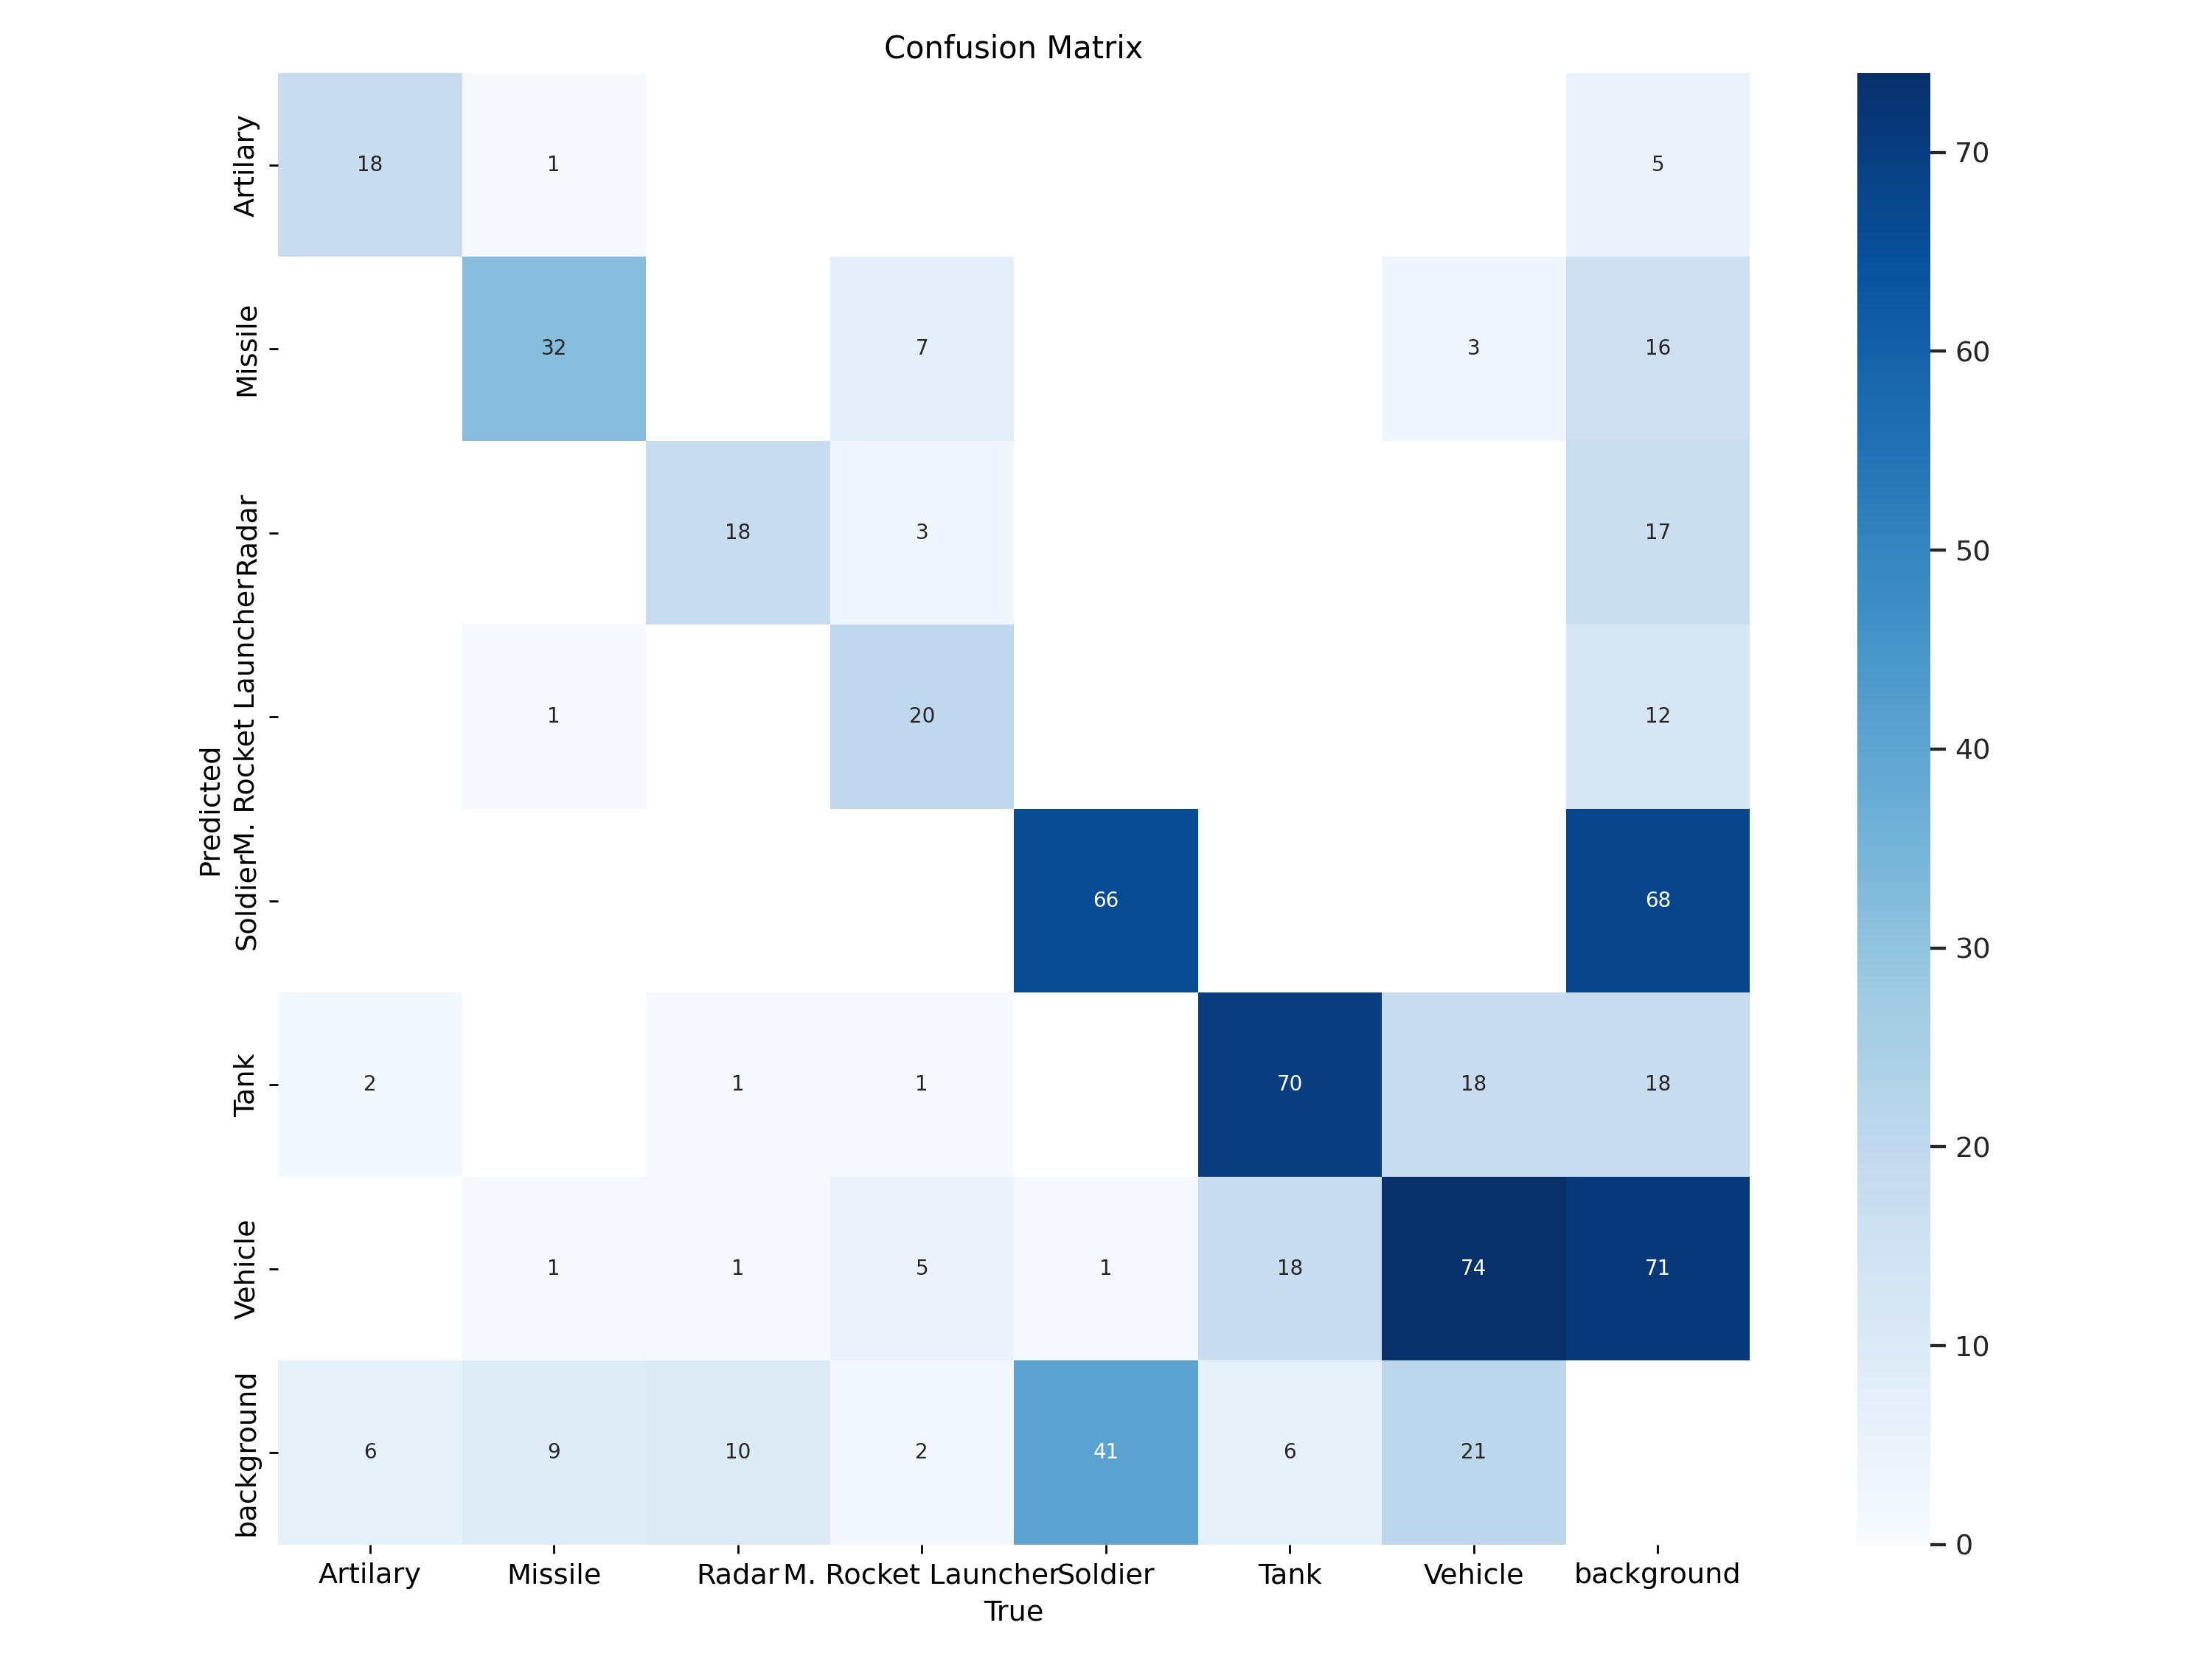 Confusion Matrix
Artilary 18 1 5
Missile 32 7 3 16
Radar 18 3 17
M. Rocket Launcher 1 20 12
Soldier 66 68
Tank 2 1 1 70 18 18
Vehicle 1 1 5 1 18 74 71
background 6 9 10 2 41 6 21
Predicted
Artilary Missile Radar M. Rocket Launcher Soldier Tank Vehicle background
True
70
60
50
40
30
20
10
0